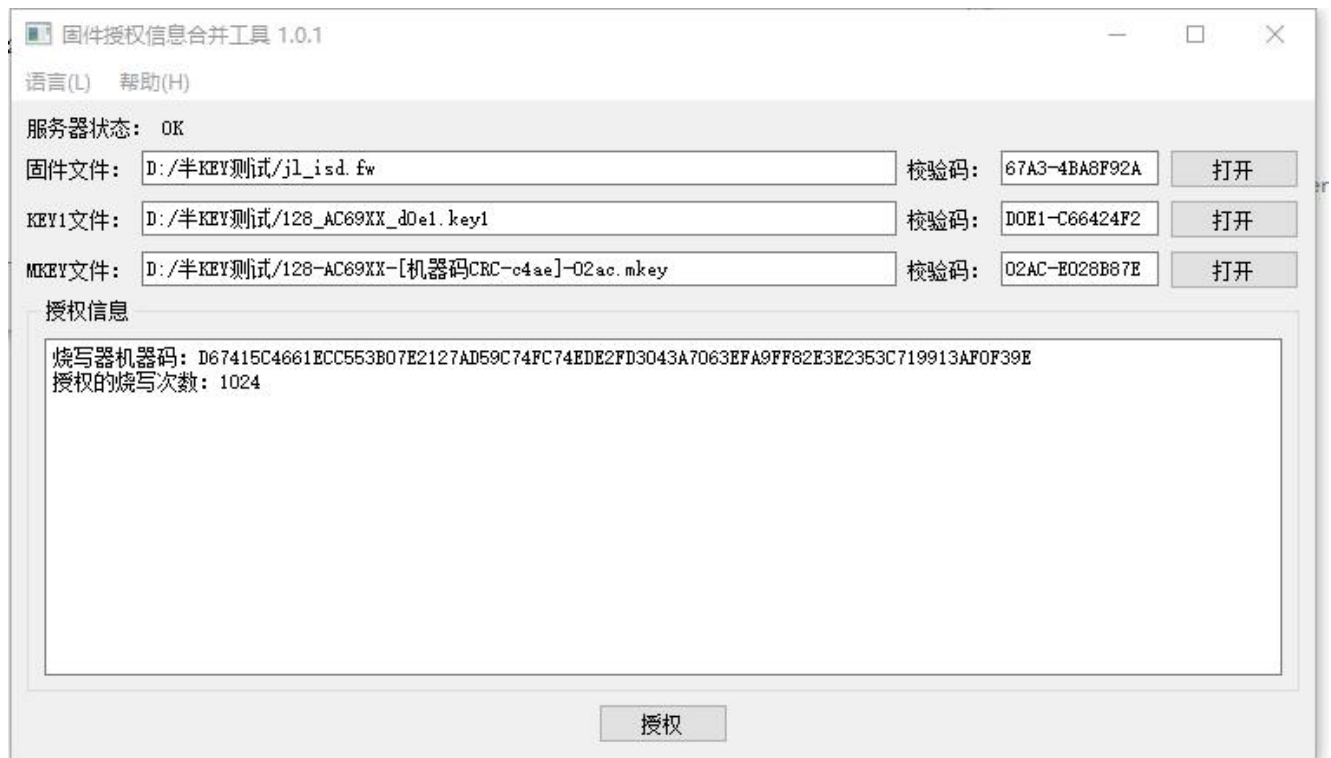 固件授权信息合并工具 1.0.1
语言(L) 帮助(H)
服务器状态： OK
固件文件： D:/半KEY测试/jl_isd.fw 校验码： 67A3-4BA8F92A 打开
KEY1文件： D:/半KEY测试/128_AC69XX_d0e1.key1 校验码： D0E1-C66424F2 打开
MKEY文件： D:/半KEY测试/128-AC69XX-[机器码CRC-c4ae]-02ac.mkey 校验码： 02AC-E028B87E 打开
授权信息
烧写器机器码：D67415C4661ECC553B07E2127AD59C74FC74EDE2FD3043A7063EFA9FF82E3E2353C719913AF0F39E
授权的烧写次数：1024
授权